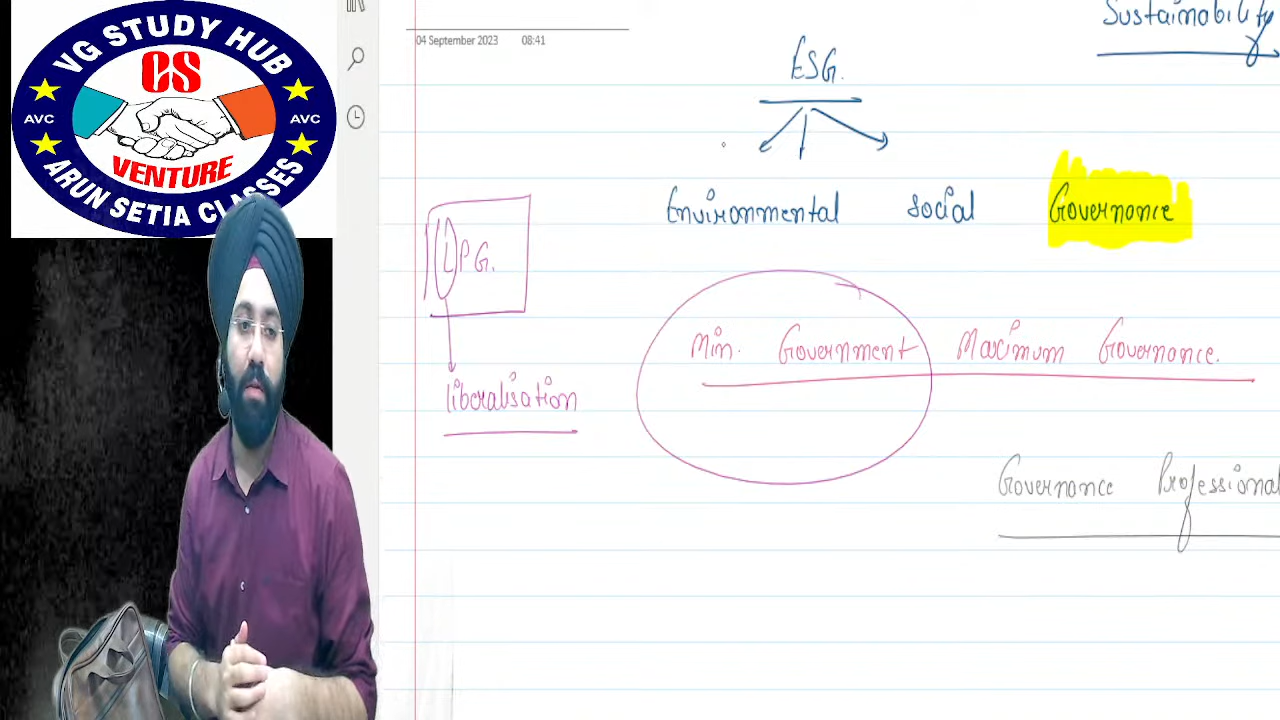 VG STUDY HUB
CS
AVC
AVC
VENTURE
ARUN SETIA CLASSES
04 September 2023 08:41
Sustainability
ESG.
Environmental Social Governance
LPG.
Min. Government Maximum Governance.
liberalisation
Governance Professional